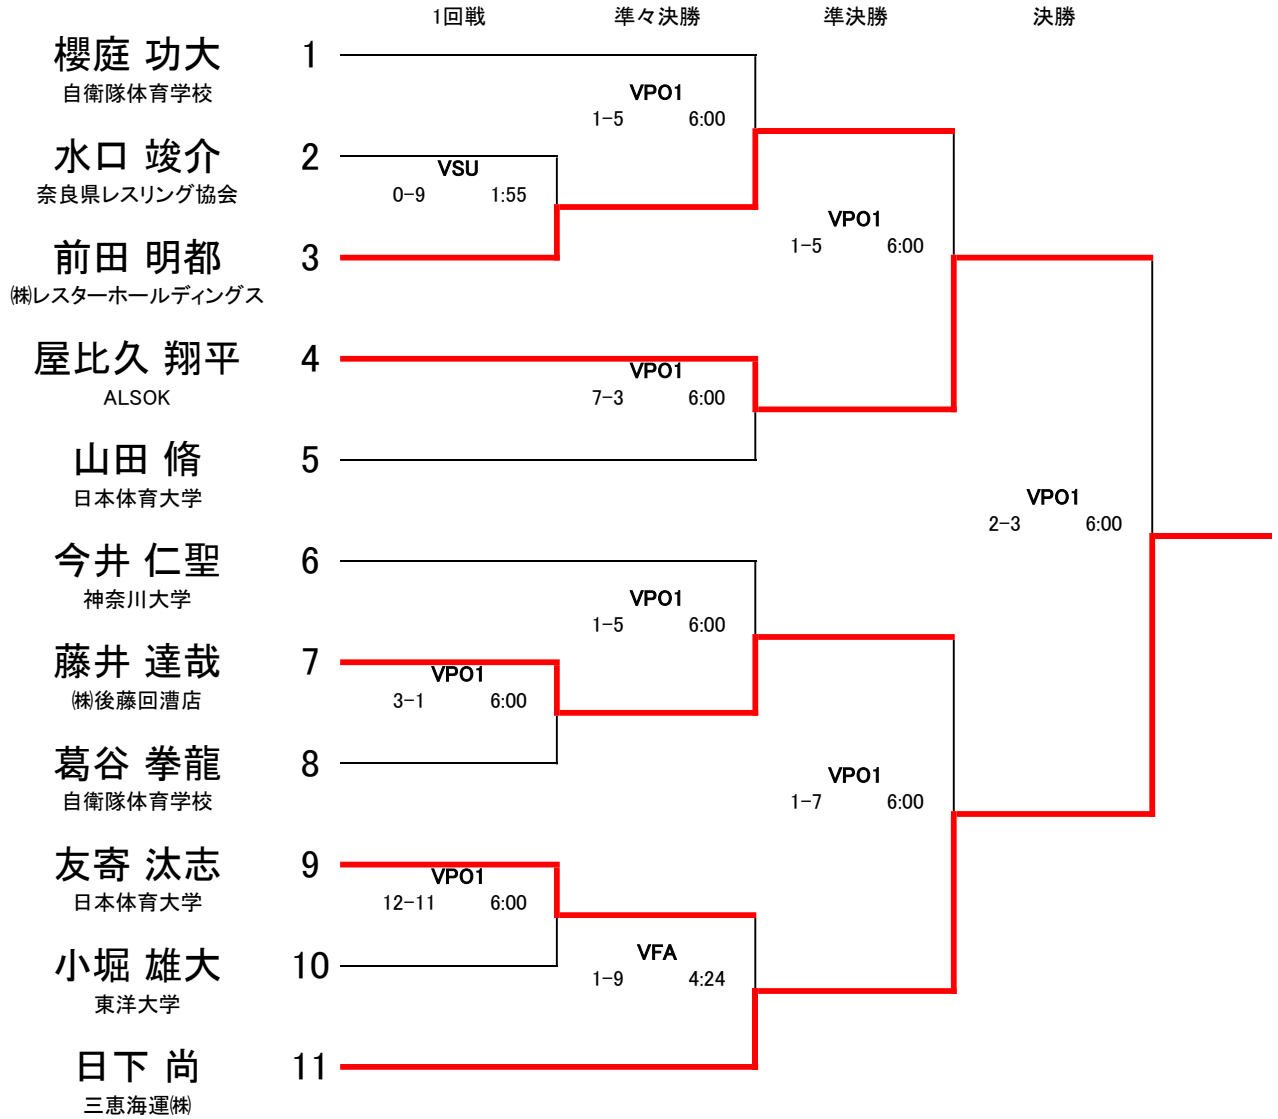 1回戦 準々決勝 準決勝 決勝
櫻庭 功大 1
自衛隊体育学校
VPO1
1-5 6:00
水口 竣介 2
奈良県レスリング協会
VSU
0-9 1:55
前田 明都 3
㈱レスターホールディングス
VPO1
1-5 6:00
屋比久 翔平 4
ALSOK
VPO1
7-3 6:00
山田 脩 5
日本体育大学
VPO1
2-3 6:00
今井 仁聖 6
神奈川大学
VPO1
1-5 6:00
藤井 達哉 7
㈱後藤回漕店
VPO1
3-1 6:00
葛谷 拳龍 8
自衛隊体育学校
VPO1
1-7 6:00
友寄 汰志 9
日本体育大学
VPO1
12-11 6:00
小堀 雄大 10
東洋大学
VFA
1-9 4:24
日下 尚 11
三恵海運㈱